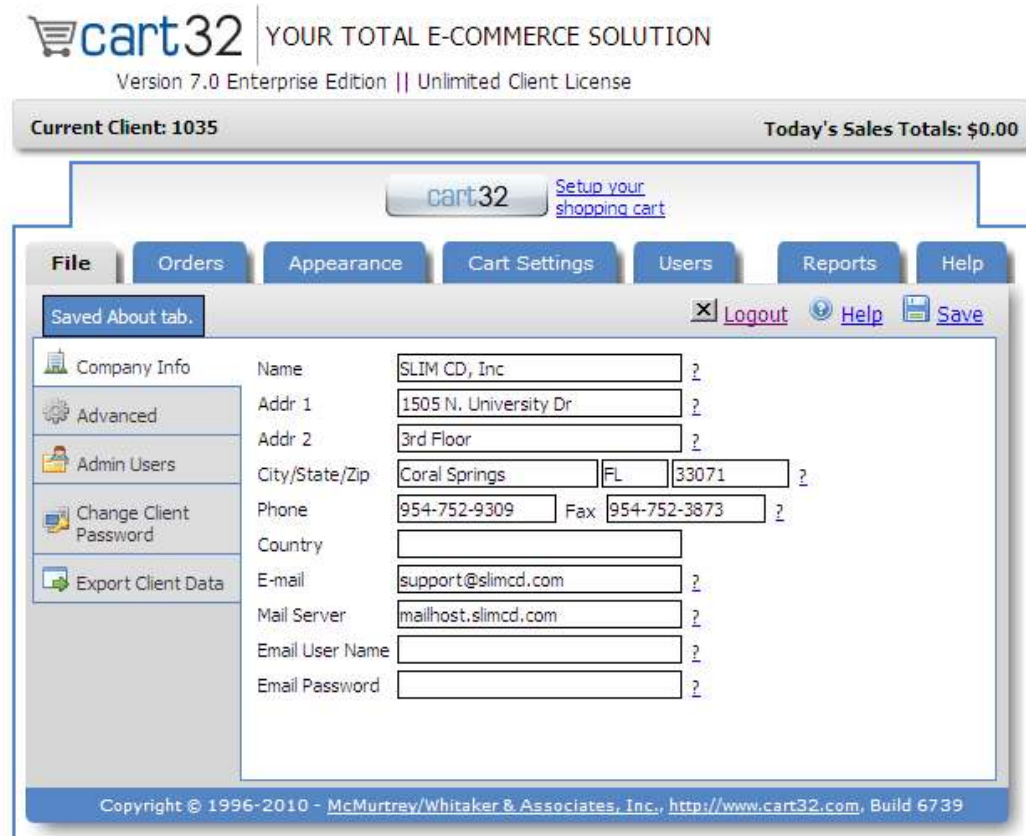 cart32 YOUR TOTAL E-COMMERCE SOLUTION
Version 7.0 Enterprise Edition || Unlimited Client License
Current Client: 1035 Today's Sales Totals: $0.00
cart32 Setup your
shopping cart
File Orders Appearance Cart Settings Users Reports Help
Saved About tab. Logout Help Save
Company Info
Advanced
Admin Users
Change Client
Password
Export Client Data
Name SLIM CD, Inc ?
Addr 1 1505 N. University Dr ?
Addr 2 3rd Floor ?
City/State/Zip Coral Springs FL 33071 ?
Phone 954-752-9309 Fax 954-752-3873 ?
Country
E-mail support@slimcd.com ?
Mail Server mailhost.slimcd.com ?
Email User Name ?
Email Password ?
Copyright © 1996-2010 - McMurtrey/Whitaker & Associates, Inc., http://www.cart32.com, Build 6739